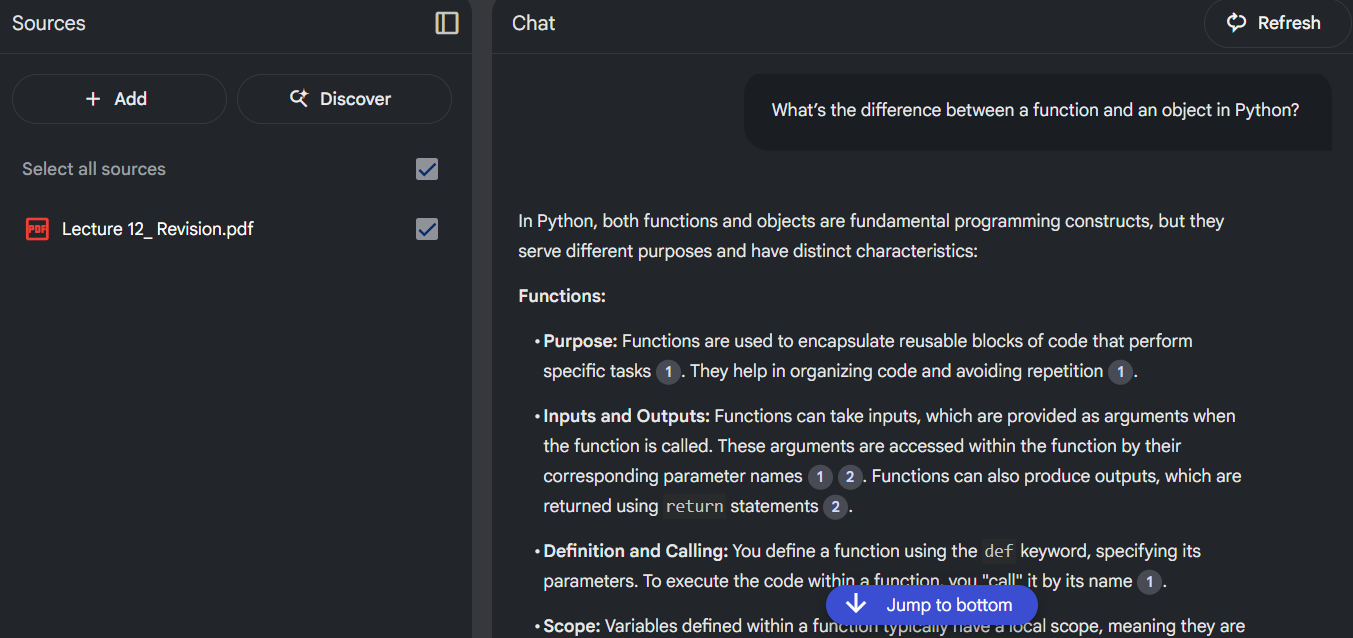 Sources
Add
Discover
Select all sources
PDF Lecture 12_ Revision.pdf
Chat
Refresh
What’s the difference between a function and an object in Python?
In Python, both functions and objects are fundamental programming constructs, but they
serve different purposes and have distinct characteristics:
Functions:
• Purpose: Functions are used to encapsulate reusable blocks of code that perform
specific tasks 1. They help in organizing code and avoiding repetition 1.
• Inputs and Outputs: Functions can take inputs, which are provided as arguments when
the function is called. These arguments are accessed within the function by their
corresponding parameter names 1 2. Functions can also produce outputs, which are
returned using return statements 2.
• Definition and Calling: You define a function using the def keyword, specifying its
parameters. To execute the code within a function, you "call" it by its name 1.
Jump to bottom
• Scope: Variables defined within a function typically have a local scope, meaning they are